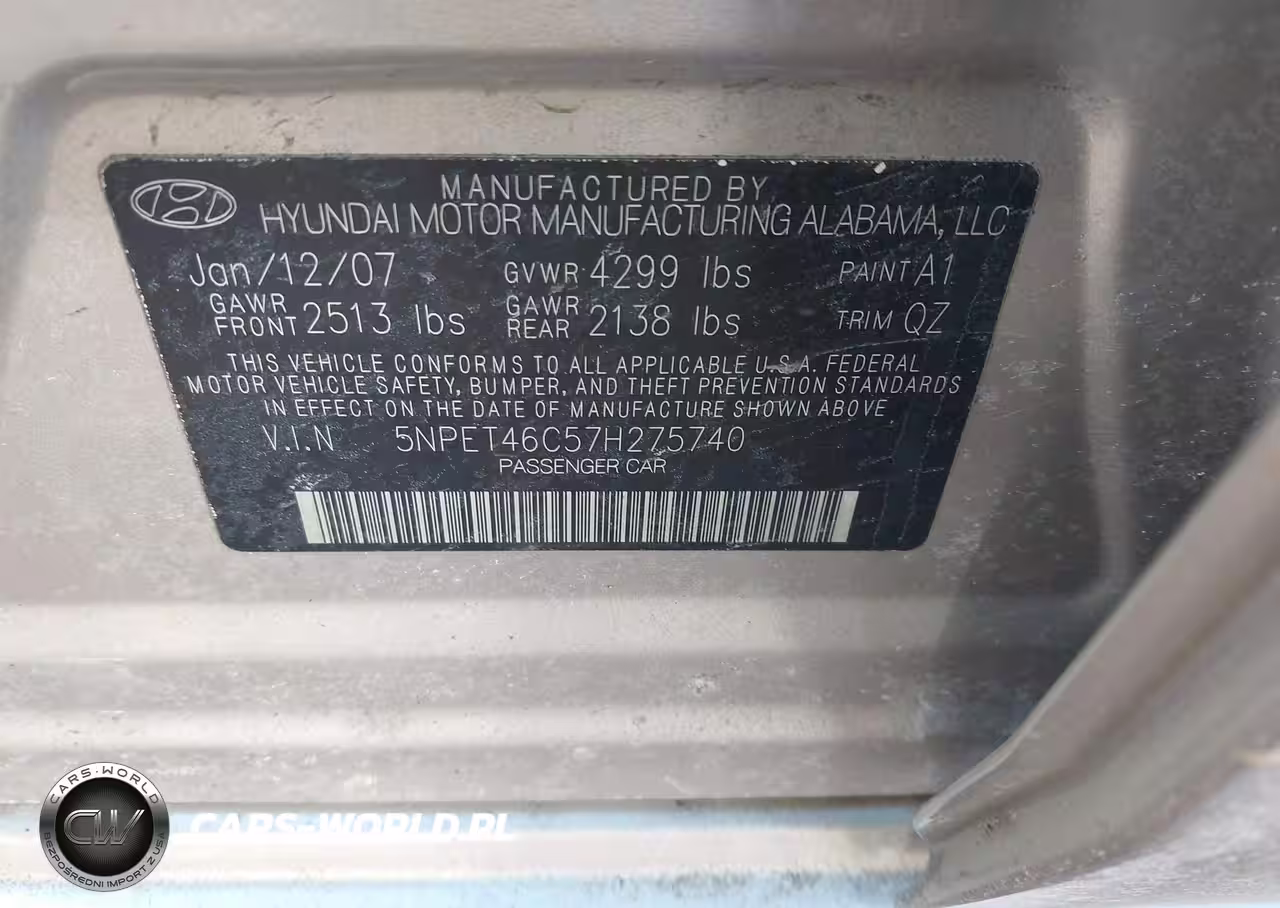 MANUFACTURED BY
HYUNDAI MOTOR MANUFACTURING ALABAMA, LLC
Jan/12/07 GVWR 4299 lbs PAINT A1
GAWR FRONT 2513 lbs GAWR REAR 2138 lbs TRIM QZ
THIS VEHICLE CONFORMS TO ALL APPLICABLE U.S.A. FEDERAL
MOTOR VEHICLE SAFETY, BUMPER, AND THEFT PREVENTION STANDARDS
IN EFFECT ON THE DATE OF MANUFACTURE SHOWN ABOVE
V.I.N 5NPET46C57H275740
PASSENGER CAR
CARS-WORLD
CW
BEZPOŚREDNI IMPORT Z USA
CARS-WORLD.PL